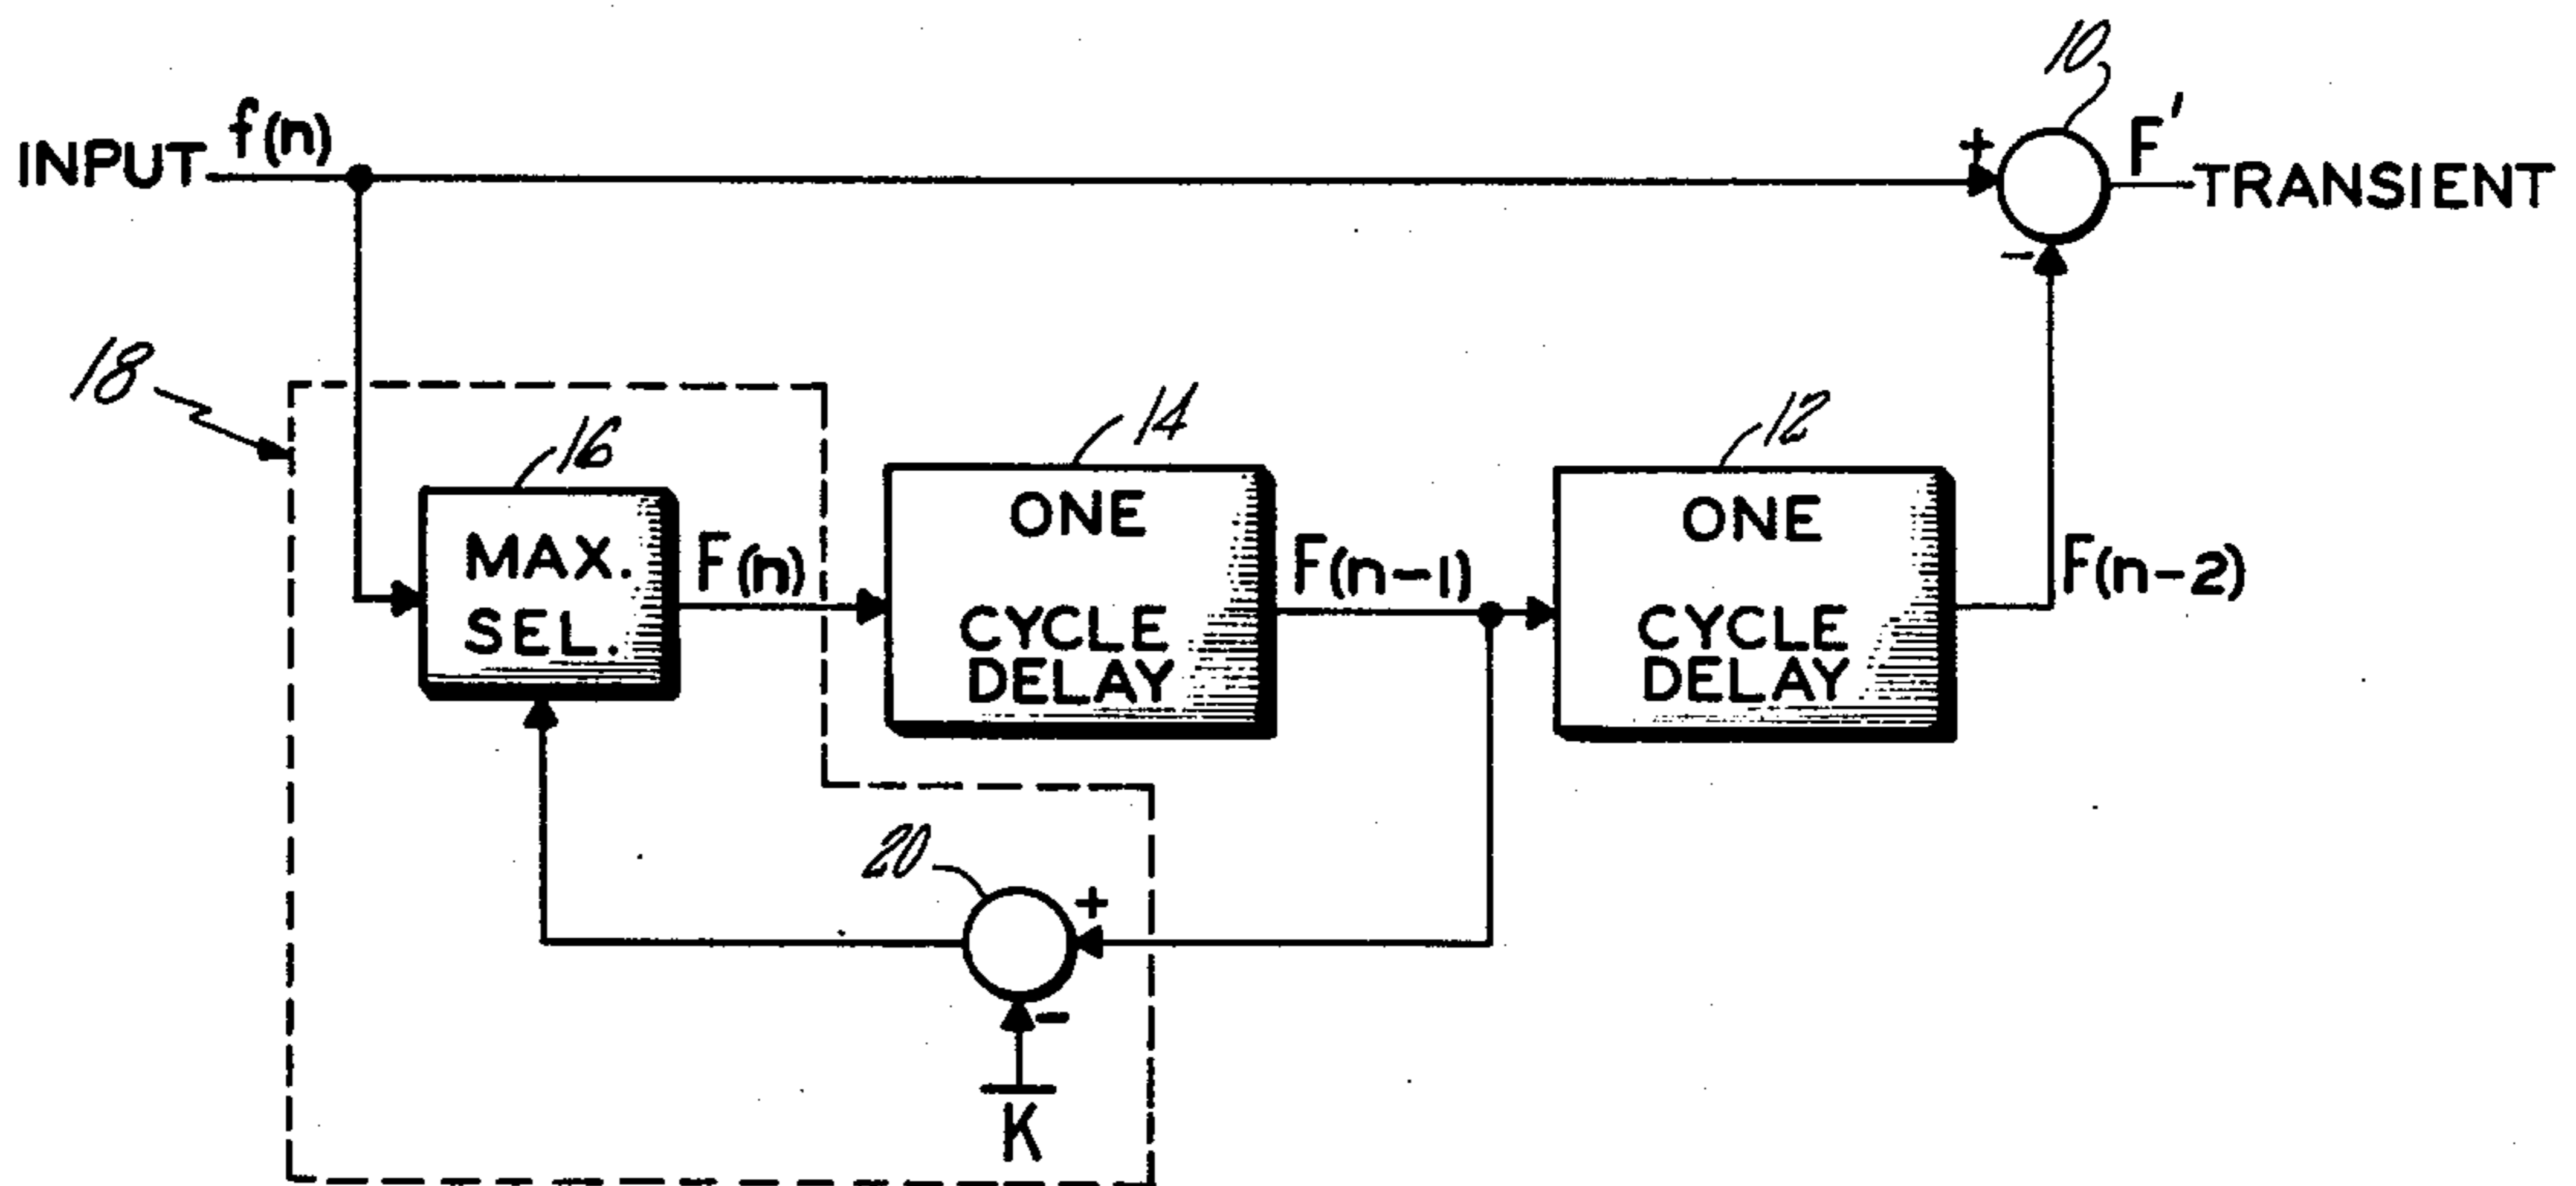 10
INPUT f(n)
+
F'
TRANSIENT
-
18
16
14
12
MAX.
SEL.
F(n)
ONE
CYCLE
DELAY
F(n-1)
ONE
CYCLE
DELAY
F(n-2)
20
+
-
K